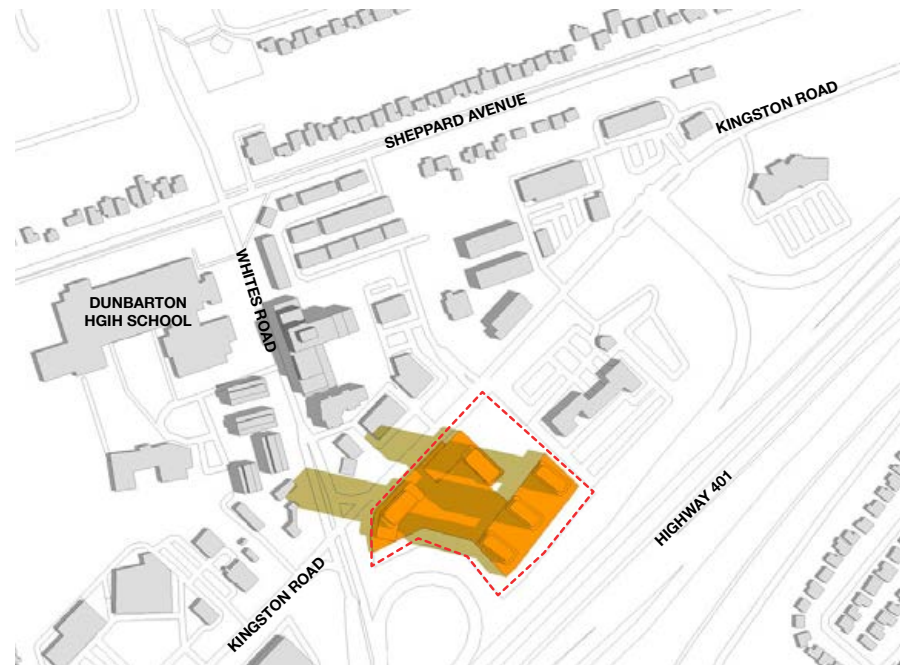 SHEPPARD AVENUE
KINGSTON ROAD
WHITES ROAD
DUNBARTON
HGIH SCHOOL
HIGHWAY 401
KINGSTON ROAD